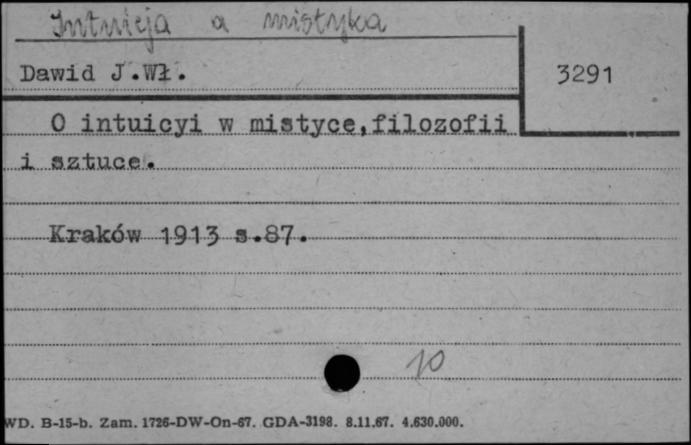 Intuicja a mistyka
Dawid J.Wł.
3291
O intuicyi w mistyce,filozofii
i sztuce.
Kraków 1913 s.87.
10
WD. B-15-b. Zam. 1726-DW-On-67. GDA-3198. 8.11.67. 4.630.000.